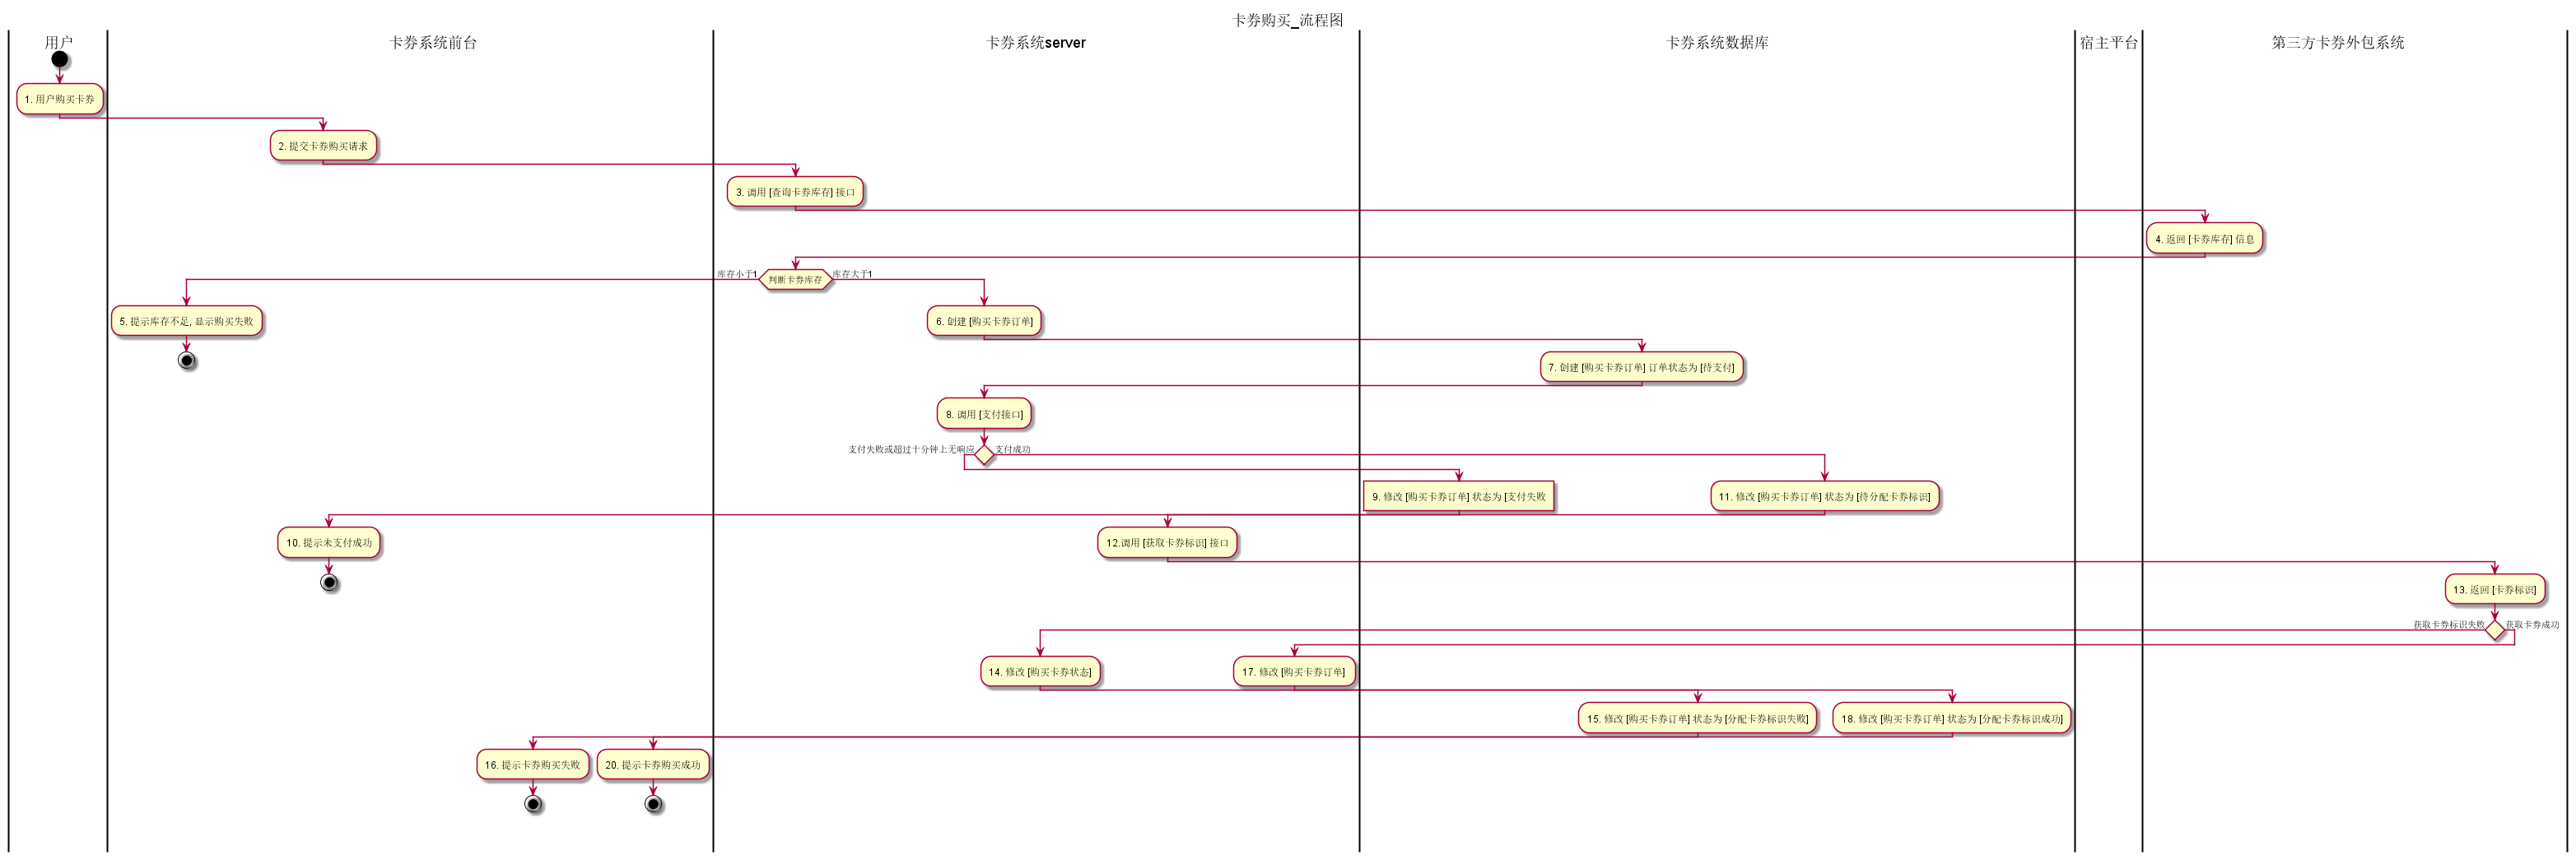 卡券购买_流程图
用户
卡券系统前台
卡券系统server
卡券系统数据库
宿主平台
第三方卡券外包系统
1. 用户购买卡券
2. 提交卡券购买请求
3. 调用 [查询卡券库存] 接口
4. 返回 [卡券库存] 信息
库存小于1
判断卡券库存
库存大于1
5. 提示库存不足, 显示购买失败
6. 创建 [购买卡券订单]
7. 创建 [购买卡券订单] 订单状态为 [待支付]
8. 调用 [支付接口]
支付失败或超过十分钟上无响应
支付成功
9. 修改 [购买卡券订单] 状态为 [支付失败
11. 修改 [购买卡券订单] 状态为 [待分配卡券标识]
10. 提示未支付成功
12.调用 [获取卡券标识] 接口
13. 返回 [卡券标识]
获取卡券标识失败
获取卡券成功
14. 修改 [购买卡券状态]
17. 修改 [购买卡券订单]
15. 修改 [购买卡券订单] 状态为 [分配卡券标识失败]
18. 修改 [购买卡券订单] 状态为 [分配卡券标识成功]
16. 提示卡券购买失败
20. 提示卡券购买成功